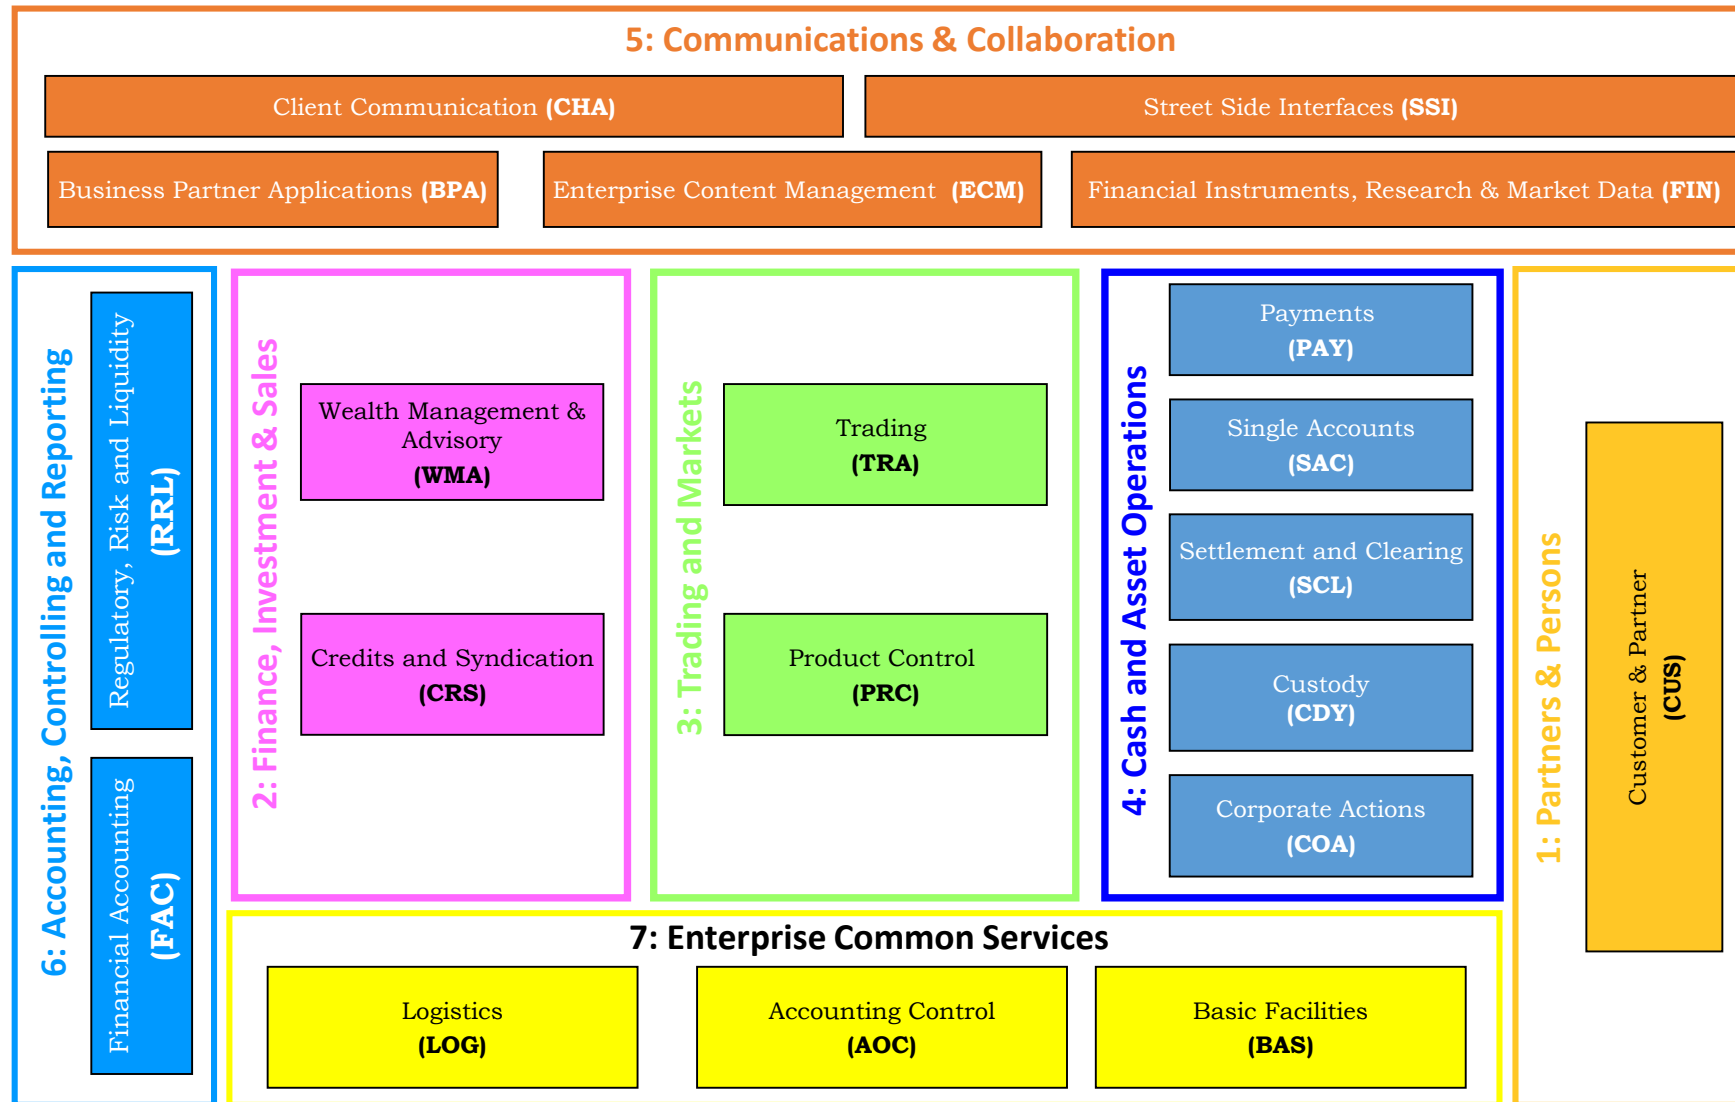 5: Communications & Collaboration
Client Communication (CHA)
Street Side Interfaces (SSI)
Business Partner Applications (BPA)
Enterprise Content Management (ECM)
Financial Instruments, Research & Market Data (FIN)
6: Accounting, Controlling and Reporting
Regulatory, Risk and Liquidity
(RRL)
Financial Accounting
(FAC)
2: Finance, Investment & Sales
Wealth Management &
Advisory
(WMA)
Credits and Syndication
(CRS)
3: Trading and Markets
Trading
(TRA)
Product Control
(PRC)
4: Cash and Asset Operations
Payments
(PAY)
Single Accounts
(SAC)
Settlement and Clearing
(SCL)
Custody
(CDY)
Corporate Actions
(COA)
1: Partners & Persons
Customer & Partner
(CUS)
7: Enterprise Common Services
Logistics
(LOG)
Accounting Control
(AOC)
Basic Facilities
(BAS)